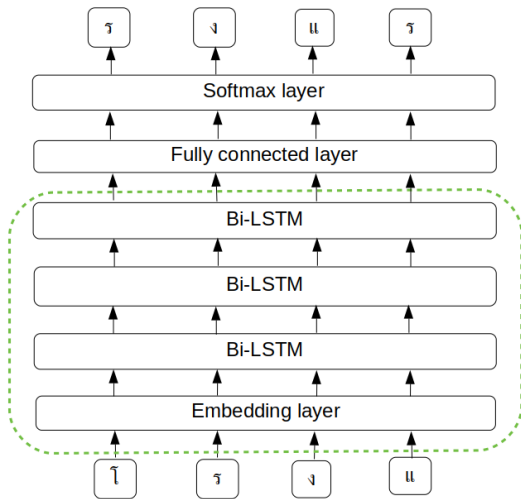 ร ง แ ร
Softmax layer
Fully connected layer
Bi-LSTM
Bi-LSTM
Bi-LSTM
Embedding layer
โ ร ง แ